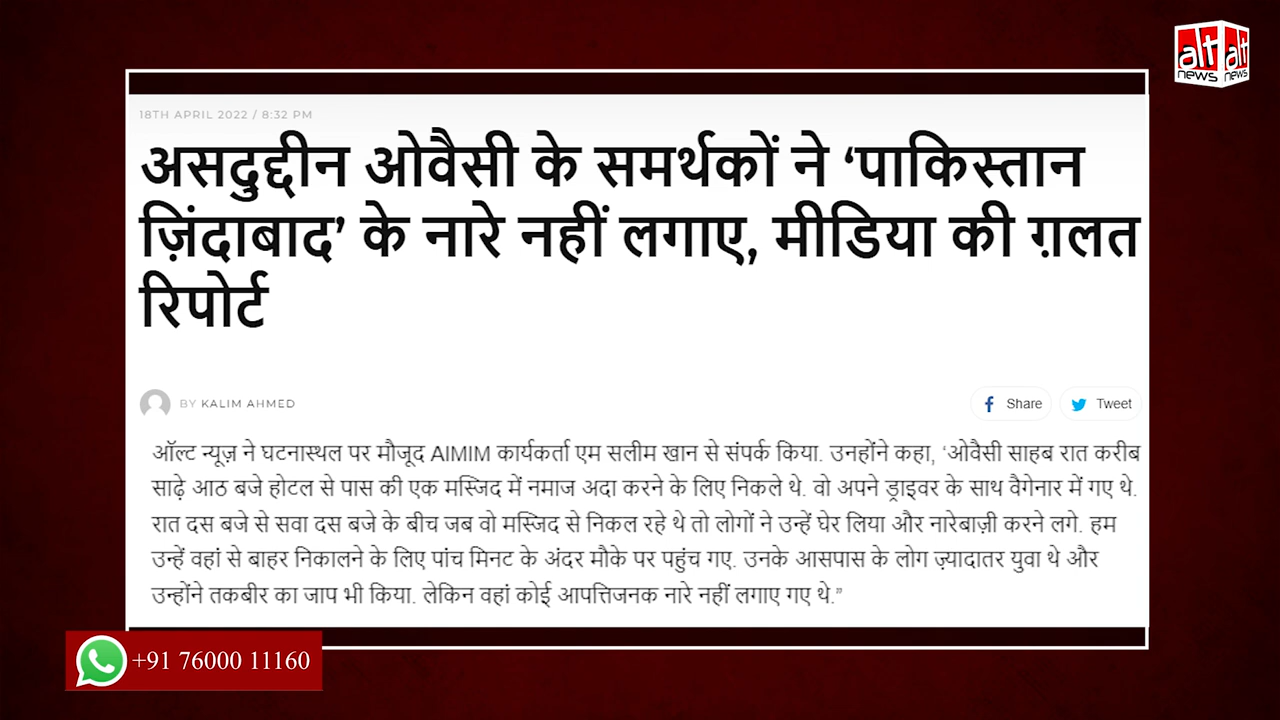 alt alt
news news
18TH APRIL 2022 / 8:32 PM
असदुद्दीन ओवैसी के समर्थकों ने ‘पाकिस्तान
ज़िंदाबाद’ के नारे नहीं लगाए, मीडिया की ग़लत
रिपोर्ट
BY KALIM AHMED
Share Tweet
ऑल्ट न्यूज़ ने घटनास्थल पर मौजूद AIMIM कार्यकर्ता एम सलीम खान से संपर्क किया. उनहोंने कहा, ‘ओवैसी साहब रात करीब
साढ़े आठ बजे होटल से पास की एक मस्जिद में नमाज अदा करने के लिए निकले थे. वो अपने ड्राइवर के साथ वैगेनार में गए थे.
रात दस बजे से सवा दस बजे के बीच जब वो मस्जिद से निकल रहे थे तो लोगों ने उन्हें घेर लिया और नारेबाज़ी करने लगे. हम
उन्हें वहां से बाहर निकालने के लिए पांच मिनट के अंदर मौके पर पहुंच गए. उनके आसपास के लोग ज़्यादातर युवा थे और
उन्होंने तकबीर का जाप भी किया. लेकिन वहां कोई आपत्तिजनक नारे नहीं लगाए गए थे.”
+91 76000 11160